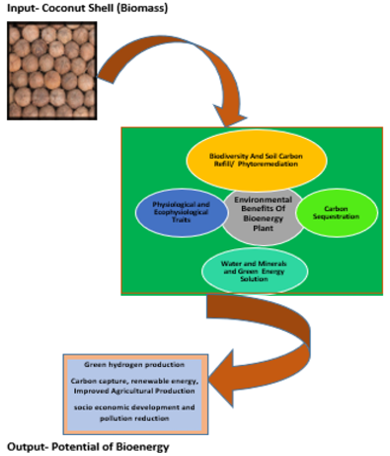 Input- Coconut Shell (Biomass)
Biodiversity And Soil Carbon
Refill/ Phytoremediation
Physiological and
Ecophysiological
Traits
Environmental
Benefits Of
Bioenergy
Plant
Carbon
Sequestration
Water and Minerals
and Green Energy
Solution
Green hydrogen production
Carbon capture, renewable energy,
Improved Agricultural Production
socio economic development and
pollution reduction
Output- Potential of Bioenergy